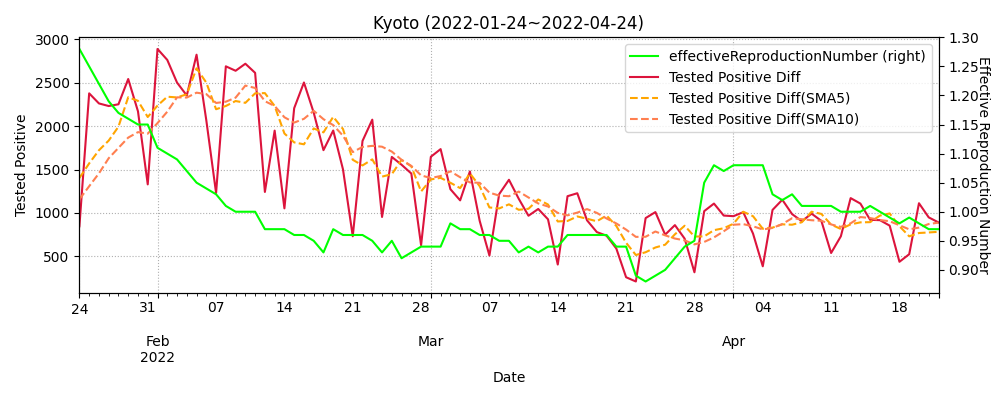 Kyoto (2022-01-24~2022-04-24)
effectiveReproductionNumber (right)
Tested Positive Diff
Tested Positive Diff(SMA5)
Tested Positive Diff(SMA10)
Tested Positive
3000
2500
2000
1500
1000
500
1.30
1.25
1.20
1.15
1.10
1.05
1.00
0.95
0.90
Effective Reproduction Number
24 31 07 14 21 28 07 14 21 28 04 11 18
Feb Mar Apr
2022
Date